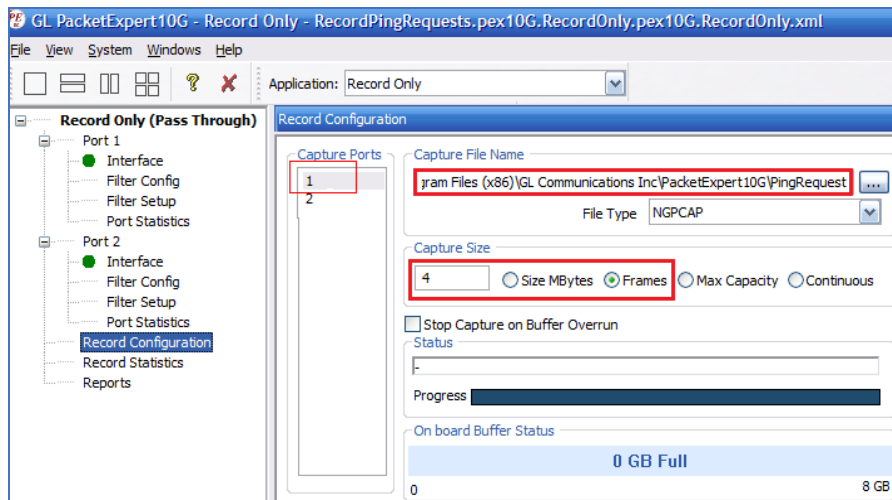 GL PacketExpert10G - Record Only - RecordPingRequests.pex10G.RecordOnly.pex10G.RecordOnly.xml
File View System Windows Help
Application: Record Only
Record Only (Pass Through)
Port 1
Interface
Filter Config
Filter Setup
Port Statistics
Port 2
Interface
Filter Config
Filter Setup
Port Statistics
Record Configuration
Record Statistics
Reports
Record Configuration
Capture Ports
1
2
Capture File Name
gram Files (x86)\GL Communications Inc\PacketExpert10G\PingRequest ...
File Type NGPCAP
Capture Size
4 Size MBytes Frames Max Capacity Continuous
Stop Capture on Buffer Overrun
Status
-
Progress
On board Buffer Status
0 GB Full
0 8 GB